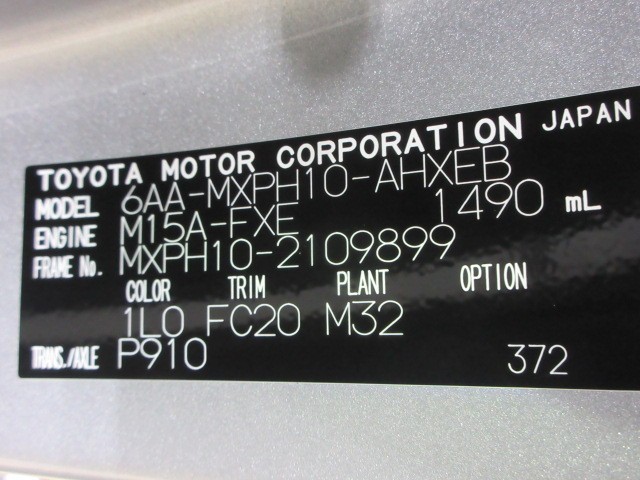 TOYOTA MOTOR CORPORATION JAPAN
MODEL 6AA-MXPH10-AHXEB
ENGINE M15A-FXE 1490 mL
FRAME No. MXPH10-2109899
COLOR TRIM PLANT OPTION
1L0 FC20 M32
TRANS./AXLE P910 372